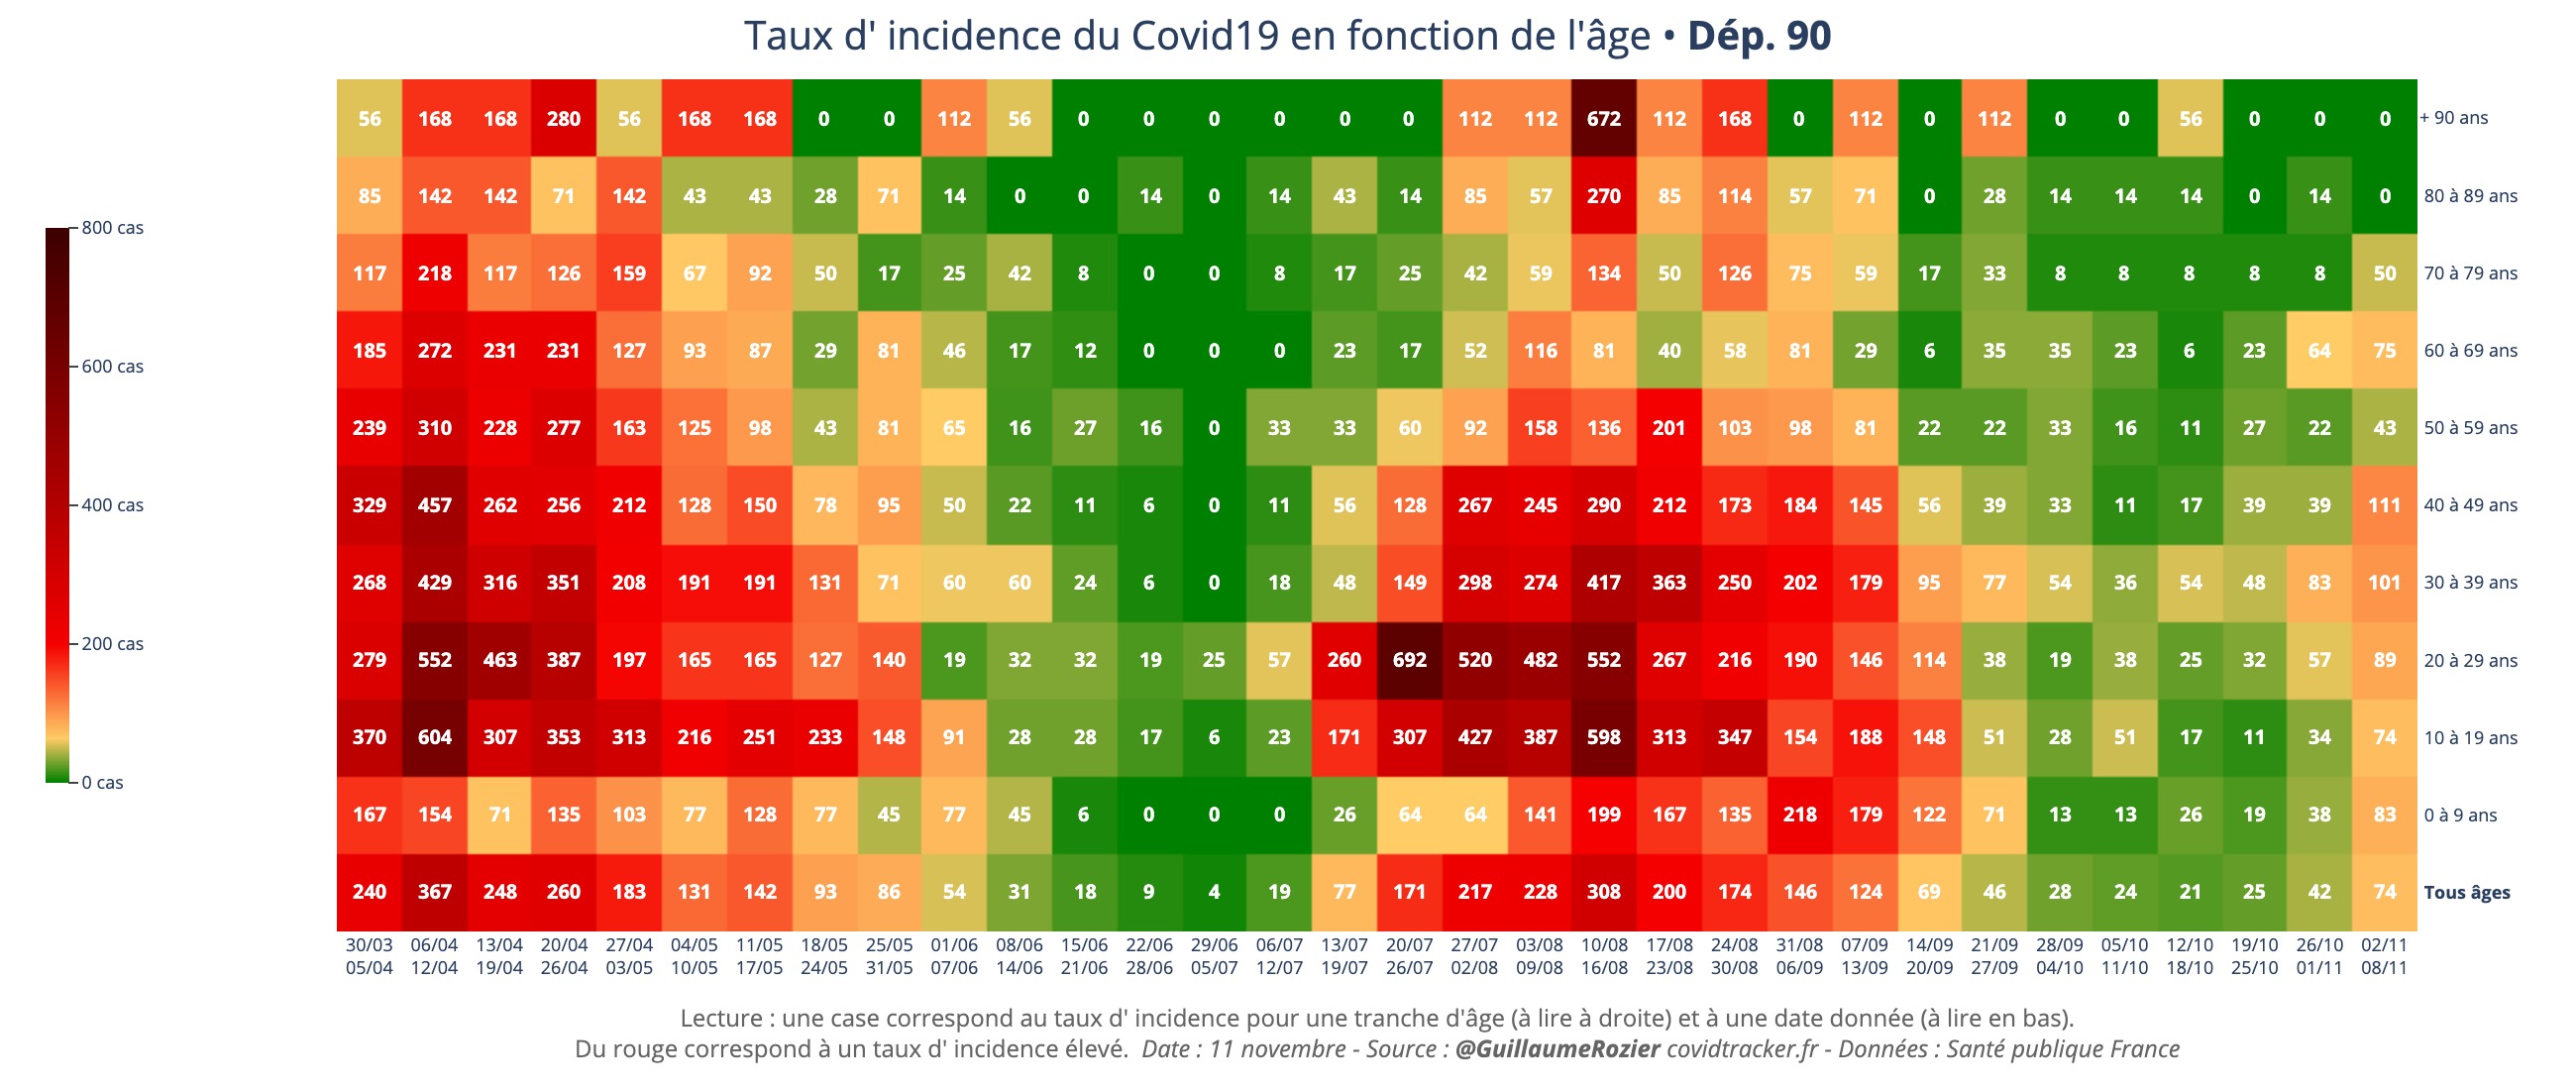 Taux d' incidence du Covid19 en fonction de l'âge • Dép. 90
56 168 168 280 56 168 168 0 0 112 56 0 0 0 0 0 0 112 112 672 112 168 0 112 0 112 0 0 56 0 0 0 + 90 ans
85 142 142 71 142 43 43 28 71 14 0 0 14 0 14 43 14 85 57 270 85 114 57 71 0 28 14 14 14 0 14 0 80 à 89 ans
117 218 117 126 159 67 92 50 17 25 42 8 0 0 8 17 25 42 59 134 50 126 75 59 17 33 8 8 8 8 8 50 70 à 79 ans
185 272 231 231 127 93 87 29 81 46 17 12 0 0 0 23 17 52 116 81 40 58 81 29 6 35 35 23 6 23 64 75 60 à 69 ans
239 310 228 277 163 125 98 43 81 65 16 27 16 0 33 33 60 92 158 136 201 103 98 81 22 22 33 16 11 27 22 43 50 à 59 ans
329 457 262 256 212 128 150 78 95 50 22 11 6 0 11 56 128 267 245 290 212 173 184 145 56 39 33 11 17 39 39 111 40 à 49 ans
268 429 316 351 208 191 191 131 71 60 60 24 6 0 18 48 149 298 274 417 363 250 202 179 95 77 54 36 54 48 83 101 30 à 39 ans
279 552 463 387 197 165 165 127 140 19 32 32 19 25 57 260 692 520 482 552 267 216 190 146 114 38 19 38 25 32 57 89 20 à 29 ans
370 604 307 353 313 216 251 233 148 91 28 28 17 6 23 171 307 427 387 598 313 347 154 188 148 51 28 51 17 11 34 74 10 à 19 ans
167 154 71 135 103 77 128 77 45 77 45 6 0 0 0 26 64 64 141 199 167 135 218 179 122 71 13 13 26 19 38 83 0 à 9 ans
240 367 248 260 183 131 142 93 86 54 31 18 9 4 19 77 171 217 228 308 200 174 146 124 69 46 28 24 21 25 42 74 Tous âges
30/03 06/04 13/04 20/04 27/04 04/05 11/05 18/05 25/05 01/06 08/06 15/06 22/06 29/06 06/07 13/07 20/07 27/07 03/08 10/08 17/08 24/08 31/08 07/09 14/09 21/09 28/09 05/10 12/10 19/10 26/10 02/11
05/04 12/04 19/04 26/04 03/05 10/05 17/05 24/05 31/05 07/06 14/06 21/06 28/06 05/07 12/07 19/07 26/07 02/08 09/08 16/08 23/08 30/08 06/09 13/09 20/09 27/09 04/10 11/10 18/10 25/10 01/11 08/11
800 cas
600 cas
400 cas
200 cas
0 cas
Lecture : une case correspond au taux d' incidence pour une tranche d'âge (à lire à droite) et à une date donnée (à lire en bas).
Du rouge correspond à un taux d' incidence élevé. Date : 11 novembre - Source : @GuillaumeRozier covidtracker.fr - Données : Santé publique France